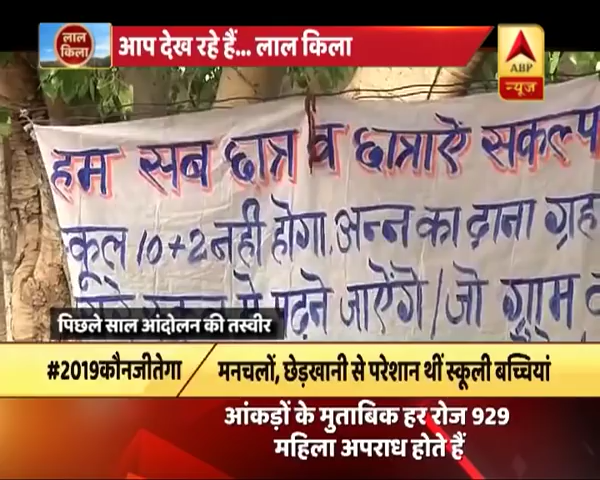 लाल
किला
आप देख रहे हैं... लाल किला
ABP
न्यूज़
हम सब छात्र व छात्राऐं सकल्प
कूल 10+2 नही होगा, अन्न का दाना ग्रह
पढ़ने जाऐंगे / जो ग्राम
पिछले साल आंदोलन की तस्वीर
#2019कौनजीतेगा
मनचलों, छेड़खानी से परेशान थीं स्कूली बच्चियां
आंकड़ों के मुताबिक हर रोज 929
महिला अपराध होते हैं